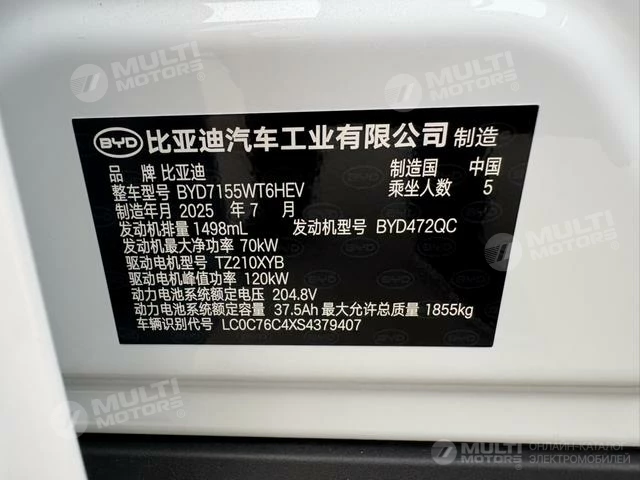 MULTI MOTORS
MULTI MOTORS
BYD 比亚迪汽车工业有限公司 制造
品牌 比亚迪 制造国 中国
整车型号 BYD7155WT6HEV 乘坐人数 5
制造年月 2025 年 7 月
发动机排量 1498mL 发动机型号 BYD472QC
发动机最大净功率 70kW
驱动电机型号 TZ210XYB
驱动电机峰值功率 120kW
动力电池系统额定电压 204.8V
动力电池系统额定容量 37.5Ah 最大允许总质量 1855kg
车辆识别代号 LC0C76C4XS4379407
MULTI MOTORS
MULTI MOTORS
ОНЛАЙН-КАТАЛОГ
ЭЛЕКТРОМОБИЛЕЙ